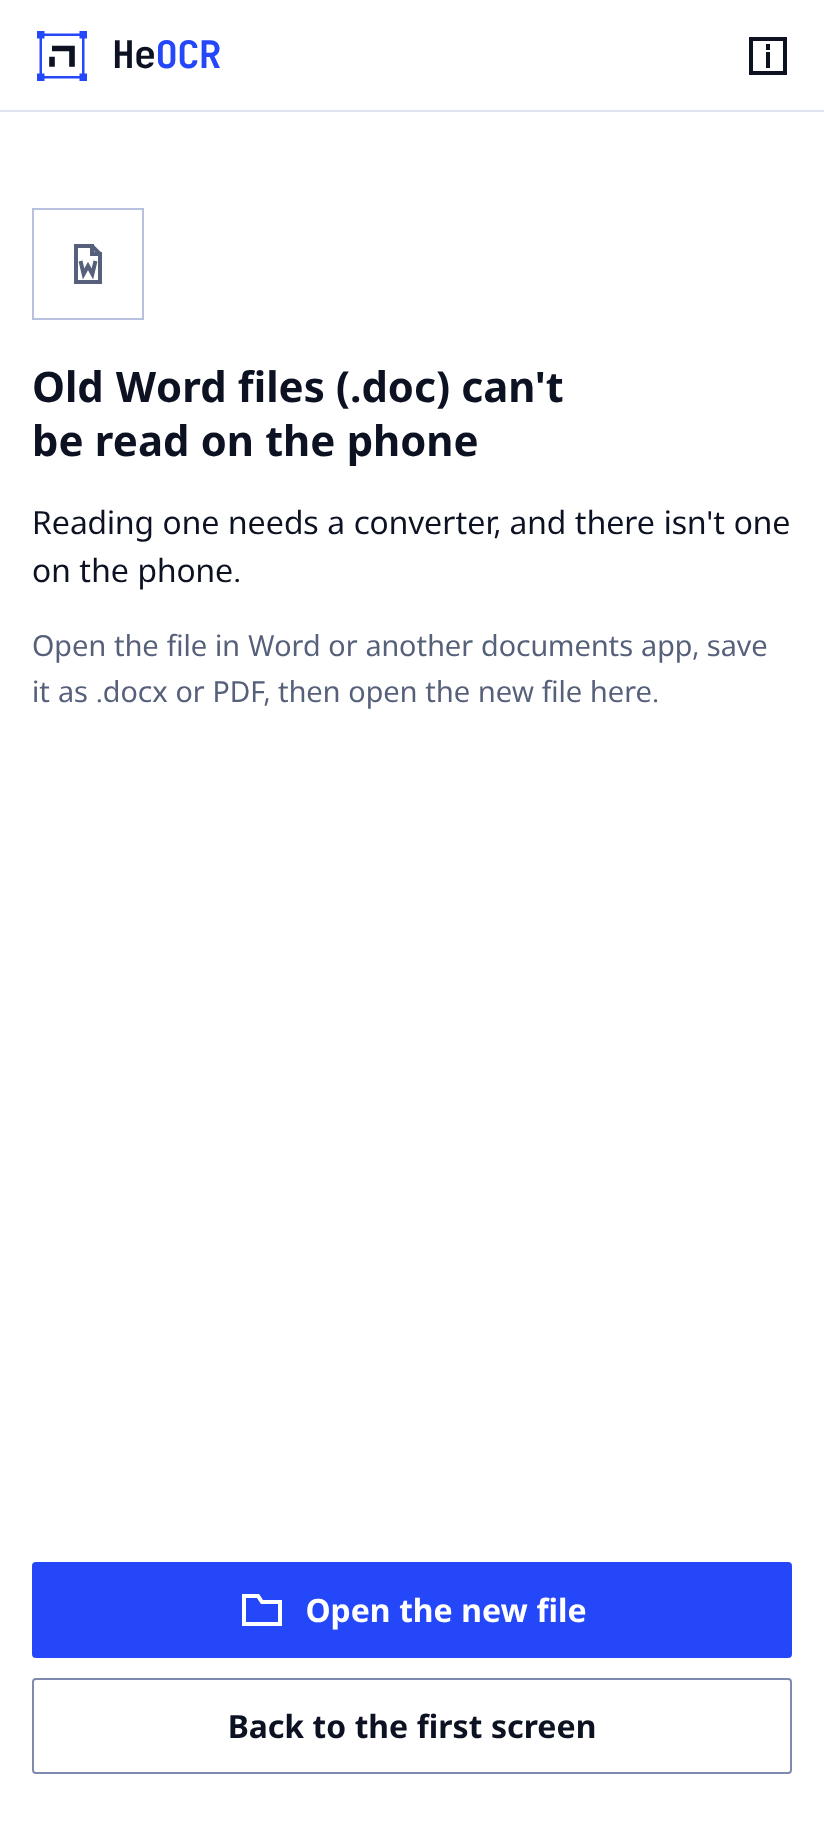 HeOCR
Old Word files (.doc) can't
be read on the phone
Reading one needs a converter, and there isn't one
on the phone.
Open the file in Word or another documents app, save
it as .docx or PDF, then open the new file here.
Open the new file
Back to the first screen